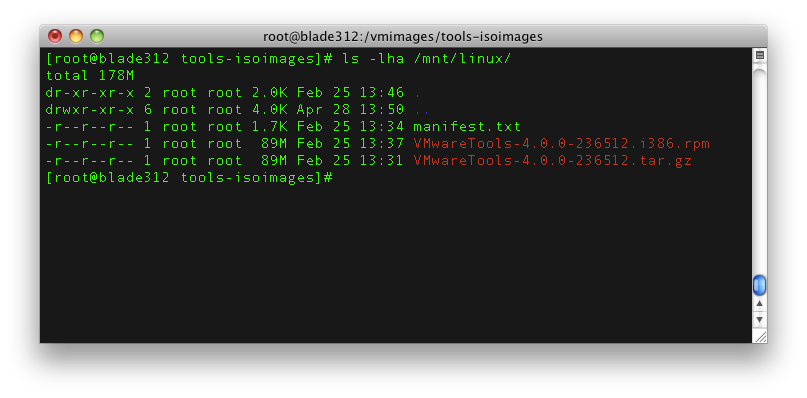 root@blade312:/vmimages/tools-isoimages
[root@blade312 tools-isoimages]# ls -lha /mnt/linux/
total 178M
dr-xr-xr-x 2 root root 2.0K Feb 25 13:46 .
drwxr-xr-x 6 root root 4.0K Apr 28 13:50 ..
-r--r--r-- 1 root root 1.7K Feb 25 13:34 manifest.txt
-r--r--r-- 1 root root  89M Feb 25 13:37 VMwareTools-4.0.0-236512.i386.rpm
-r--r--r-- 1 root root  89M Feb 25 13:31 VMwareTools-4.0.0-236512.tar.gz
[root@blade312 tools-isoimages]#